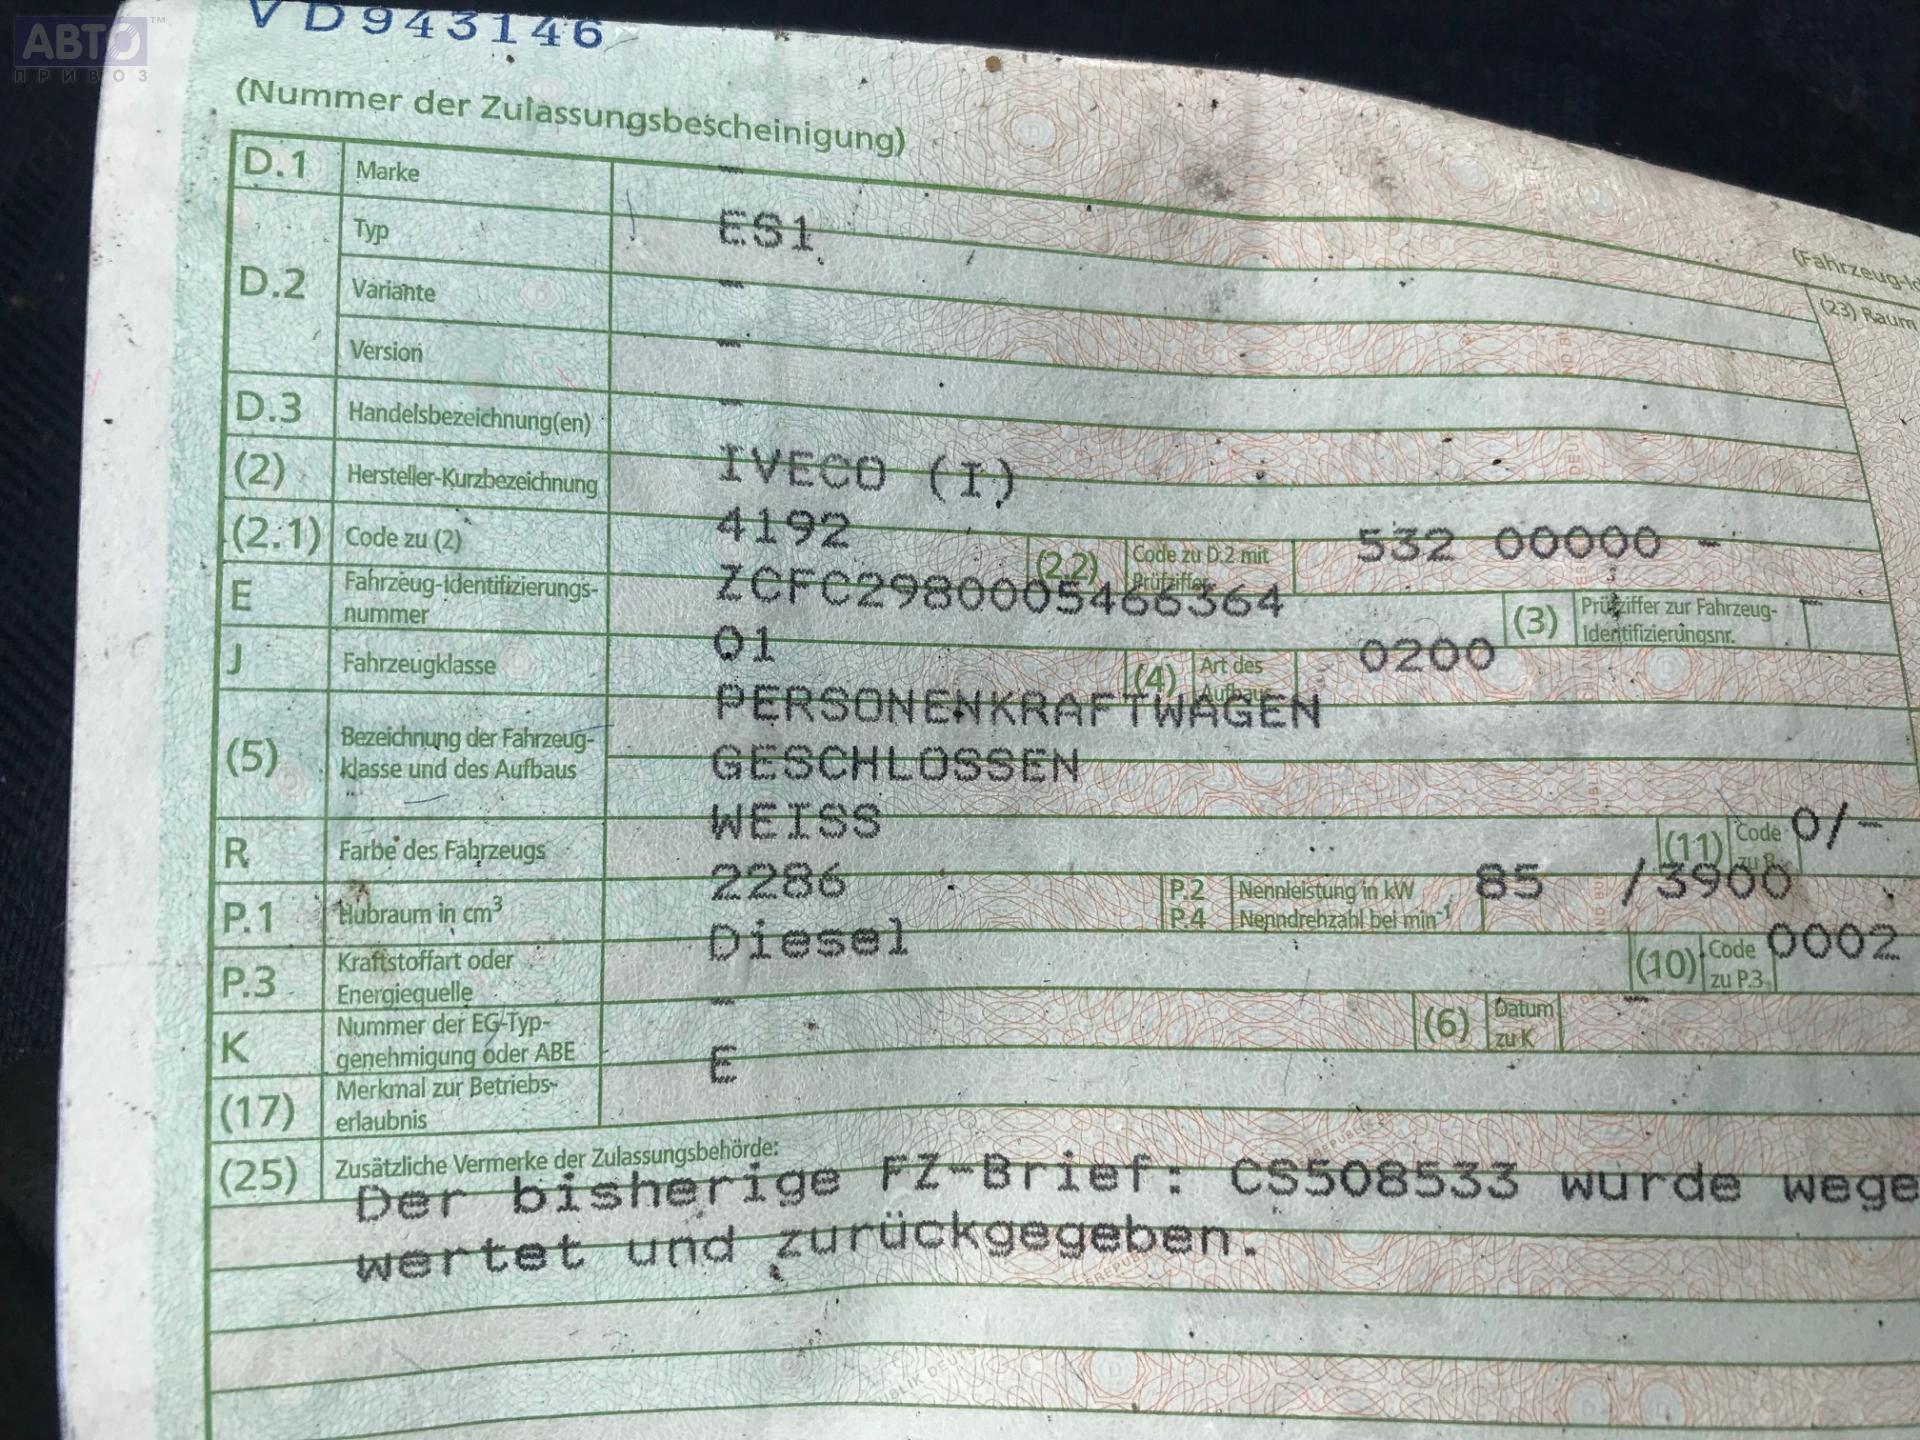 АВТО™
ПРИВОЗ
VD943146
(Nummer der Zulassungsbescheinigung)
(Fahrzeug-Id
(23) Raum
D.1 Marke -
D.2 Typ ES1
Variante -
Version -
D.3 Handelsbezeichnung(en) -
(2) Hersteller-Kurzbezeichnung IVECO (I)
(2.1) Code zu (2) 4192 (2.2) Code zu D.2 mit Prüfziffer 532 00000 -
E Fahrzeug-Identifizierungs-
nummer ZCFC2980005466364 (3) Prüfziffer zur Fahrzeug-
Identifizierungsnr. -
J Fahrzeugklasse 01 (4) Art des Aufbaus 0200
(5) Bezeichnung der Fahrzeug-
klasse und des Aufbaus
PERSONENKRAFTWAGEN
GESCHLOSSEN
R Farbe des Fahrzeugs WEISS (11) Code zu R 0/-
P.1 Hubraum in cm³ 2286 P.2 Nennleistung in kW 85 /3900
P.4 Nenndrehzahl bei min-1
P.3 Kraftstoffart oder
Energiequelle Diesel (10) Code zu P.3 0002
K Nummer der EG-Typ-
genehmigung oder ABE - (6) Datum zu K -
(17) Merkmal zur Betriebs-
erlaubnis E
(25) Zusätzliche Vermerke der Zulassungsbehörde:
Der bisherige FZ-Brief: CS508533 wurde wege
wertet und zurückgegeben.